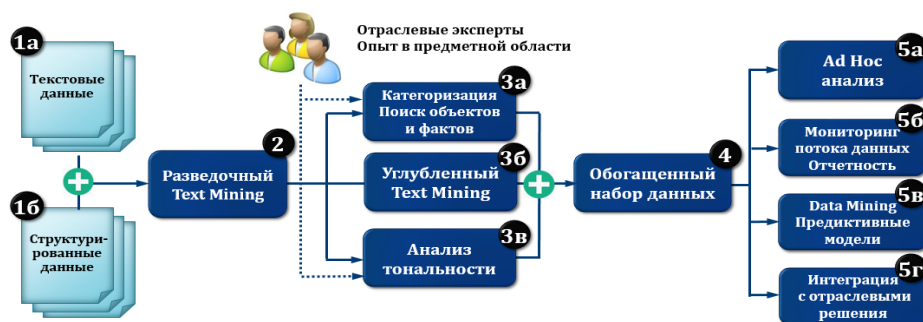 1а
Текстовые
данные
1б
Структури-
рованные
данные
2
Разведочный
Text Mining
Отраслевые эксперты
Опыт в предметной области
3а
Категоризация
Поиск объектов
и фактов
3б
Углубленный
Text Mining
3в
Анализ
тональности
4
Обогащенный
набор данных
5а
Ad Hoc
анализ
5б
Мониторинг
потока данных
Отчетность
5в
Data Mining
Предиктивные
модели
5г
Интеграция
с отраслевыми
решения